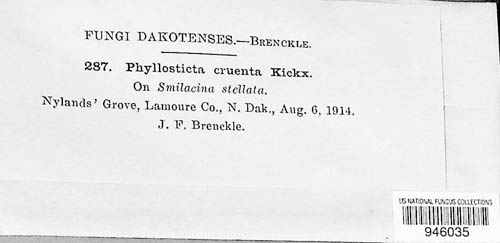 FUNGI DAKOTENSES.—BRENCKLE.
287. Phyllosticta cruenta Kickx.
On Smilacina stellata.
Nylands' Grove, Lamoure Co., N. Dak., Aug. 6, 1914.
J. F. Brenckle.
US NATIONAL FUNGUS COLLECTIONS
946035